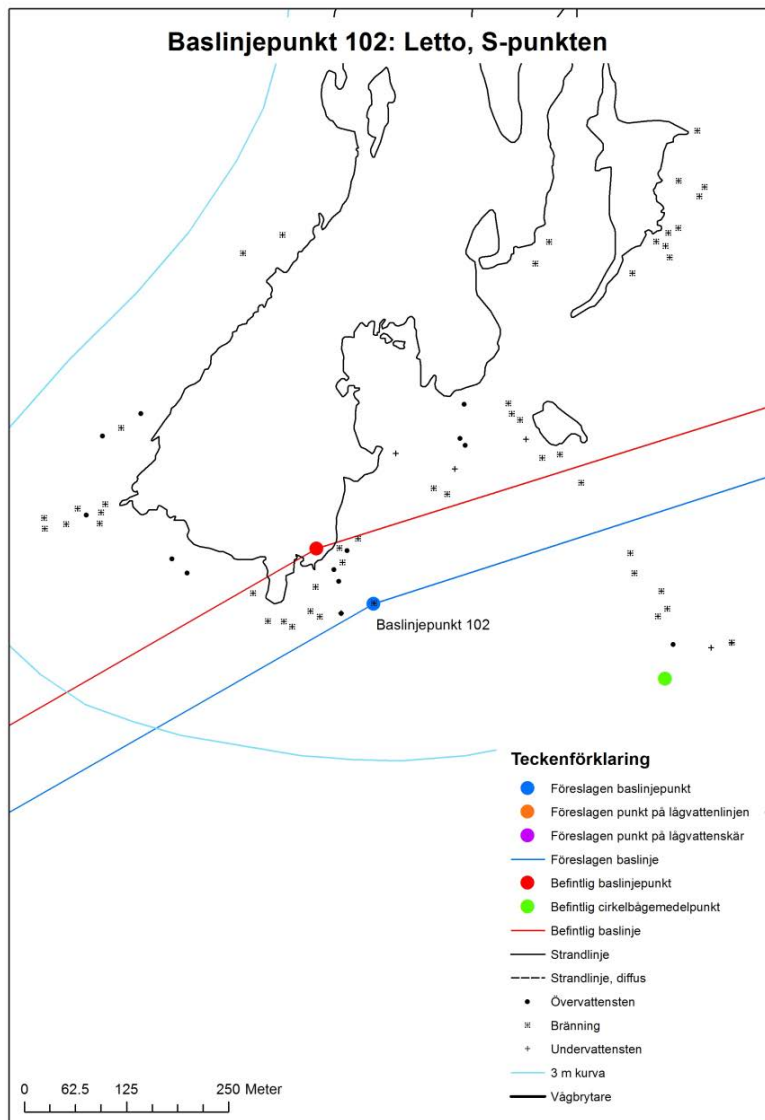 Baslinjepunkt 102: Letto, S-punkten
Baslinjepunkt 102
Teckenförklaring
Föreslagen baslinjepunkt
Föreslagen punkt på lågvattenlinjen
Föreslagen punkt på lågvattenskär
Föreslagen baslinje
Befintlig baslinjepunkt
Befintlig cirkelbågemedelpunkt
Befintlig baslinje
Strandlinje
Strandlinje, diffus
Övervattensten
Bränning
Undervattensten
3 m kurva
Vågbrytare
0 62.5 125 250 Meter